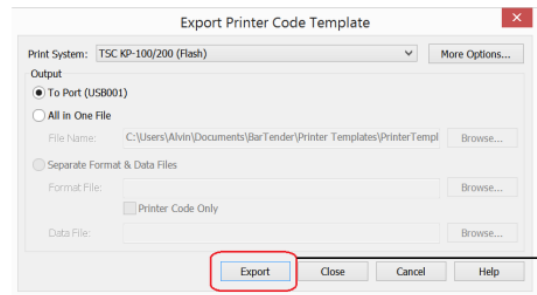 Export Printer Code Template
Print System: TSC KP-100/200 (Flash) More Options...
Output
To Port (USB001)
All in One File
File Name: C:\Users\Alvin\Documents\BarTender\Printer Templates\PrinterTempl Browse...
Separate Format & Data Files
Format File: Browse...
Printer Code Only
Data File: Browse...
Export Close Cancel Help